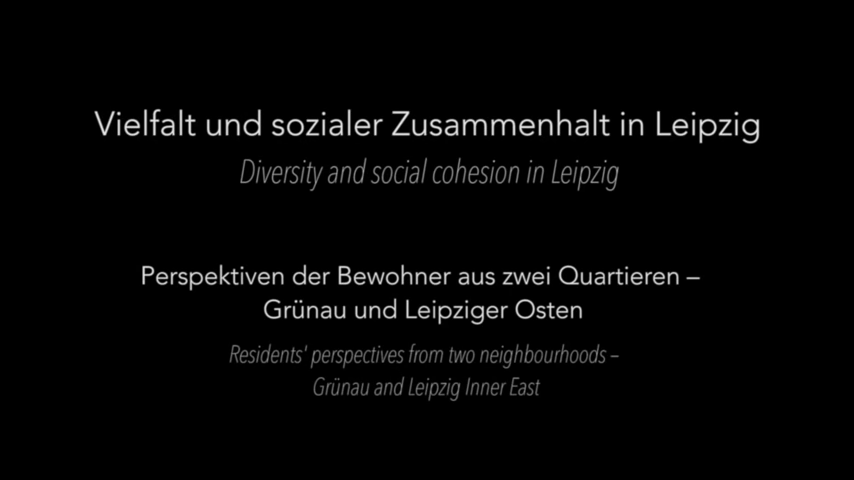 Vielfalt und sozialer Zusammenhalt in Leipzig
Diversity and social cohesion in Leipzig
Perspektiven der Bewohner aus zwei Quartieren –
Grünau und Leipziger Osten
Residents' perspectives from two neighbourhoods –
Grünau and Leipzig Inner East